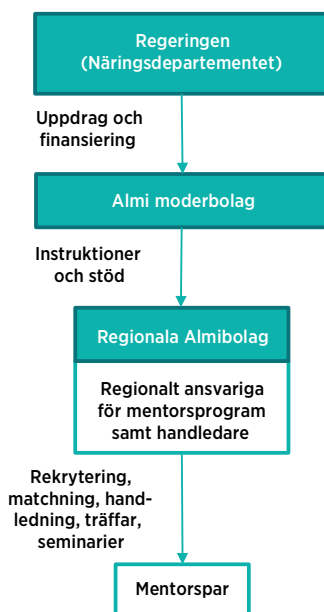 Regeringen
(Näringsdepartementet)
Uppdrag och
finansiering
Almi moderbolag
Instruktioner
och stöd
Regionala Almibolag
Regionalt ansvariga
för mentorsprogram
samt handledare
Rekrytering,
matchning, hand-
ledning, träffar,
seminarier
Mentorspar